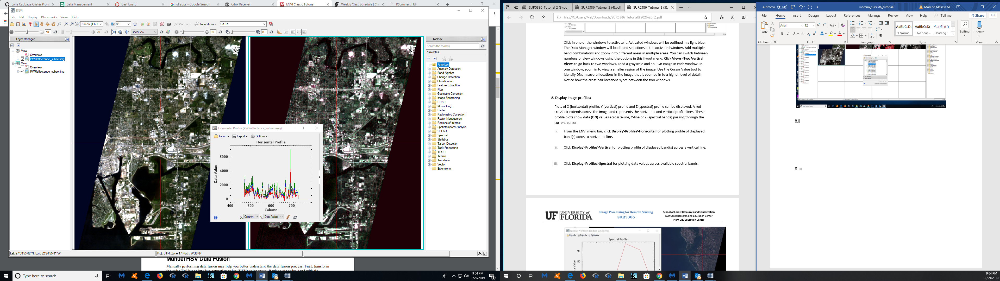 Lone Cabbage Oyster Proje
Data Management
Dashboard
uf apps - Google Search
Citrix Receiver
ENVI Classic Tutorial
Weekly Class Schedule | Cla
RSconnect | UF
ENVI
File Edit Display Placemarks Views Help
164.2% (1.6:1
0°
Vectors
Annotations
Go To
50
20
Linear 2%
10
0
Layer Manager
View
Overview
PWReflectance_subset.img
View
Overview
PWReflectance_subset.img
N
N
Horizontal Profile (PWReflectance_subset.img)
Import Export Options
Horizontal Profile
Data Value
6000
4000
2000
0
400 500 600 700
Column
X: Column Y: Data Value
Toolbox
Search the toolbox
/Favorites
Favorites
Anomaly Detection
Band Algebra
Change Detection
Classification
Feature Extraction
Filter
Geometric Correction
Image Sharpening
LiDAR
Mosaicking
Radar
Radiometric Correction
Raster Management
Regions of Interest
Spatiotemporal Analysis
SPEAR
Spectral
Statistics
Target Detection
Task Processing
THOR
Terrain
Transform
Vector
Extensions
Lat: 27°58'53.02"N, Lon: 82°24'55.81"W
Proj: UTM, Zone 17 North, WGS-84
Manual HSV Data Fusion
Manually performing data fusion may help you better understand the data fusion process. First, transform
Type here to search
9:04 PM
1/29/2019
SUR5386_Tutorial 2 (3).pdf
SUR5386_Tutorial 2 (4).pdf
SUR5386_Tutorial 2 (5).
file:///C:/Users/Mel/Downloads/SUR5386_Tutorial%202%20(5).pdf
Click in one of the windows to activate it. Activated windows will be outlined in a light blue.
The Data Manager window will load band selections in the activated window. Add multiple
band combinations and zoom in to different areas in multiple areas. You can switch between
numbers of view windows using the options in this flyout menu. Click Views>Two Vertical
Views to go back to two windows. Load a grayscale and an RGB image in each window. In
one window, zoom in to view a smaller region of the image. Use the Cursor Value tool to
identify DNs in several locations in the image that is zoomed in to a higher level of detail.
Notice how the cross hair locations syncs between the two windows.
8. Display image profiles:
Plots of X (horizontal) profile, Y (vertical) profile and Z (spectral) profile can be displayed. A red
crosshair extends across the image and represents the horizontal and vertical profile lines. These
profile plots show data (DN) values across X-line, Y-line or Z (spectral bands) passing through the
current cursor.
i. From the ENVI menu bar, click Display>Profiles>Horizontal for plotting profile of displayed
band(s) across a horizontal line.
ii. Click Display>Profiles>Vertical for plotting profile of displayed band(s) across a vertical line.
iii. Click Display>Profiles>Spectral for plotting data values across available spectral bands.
UF UNIVERSITY of FLORIDA
Image Processing for Remote Sensing
SUR5386
School of Forest Resources and Conservation
Gulf Coast Research and Education Center
Plant City Education Center
Spectral Profile ([1] Landsat_tampa.img)
Import Export Options
Spectral Profile
90
80
AutoSave Off
moreno_sur5386_tutorial2
Moreno,Melissa M
File Home Insert Design Layout References Mailings Review View Help Tell me
Share
Paste
Arial
12
B I U
AaBbCcDc AaBbCcDc AaBbCc
Normal No Spac... Heading 1
Editing
Dictate
Clipboard Font Paragraph Styles Voice
8.i
8. iii
9:04 PM
1/29/2019